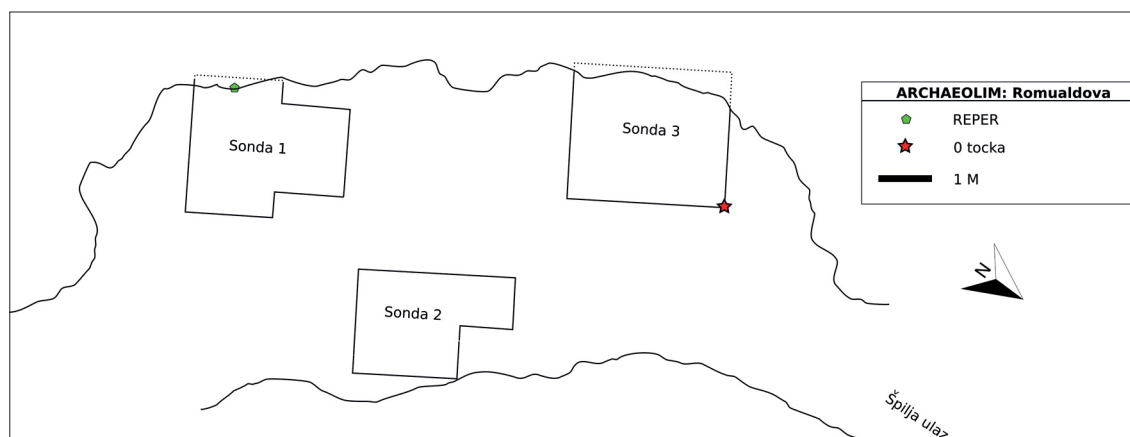 ARCHAEOLIM: Romualdova
REPER
0 tocka
1 M
Sonda 1
Sonda 3
Sonda 2
N
Špilja ulaz